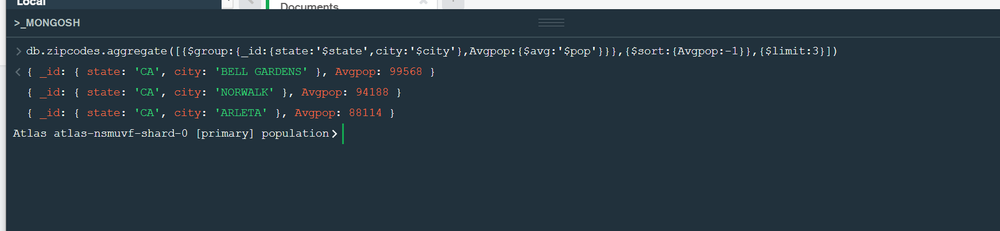 Local
Documents
>_MONGOSH
> db.zipcodes.aggregate([{$group:{_id:{state:'$state',city:'$city'},Avgpop:{$avg:'$pop'}}},{$sort:{Avgpop:-1}},{$limit:3}])
< { _id: { state: 'CA', city: 'BELL GARDENS' }, Avgpop: 99568 }
{ _id: { state: 'CA', city: 'NORWALK' }, Avgpop: 94188 }
{ _id: { state: 'CA', city: 'ARLETA' }, Avgpop: 88114 }
Atlas atlas-nsmuvf-shard-0 [primary] population>